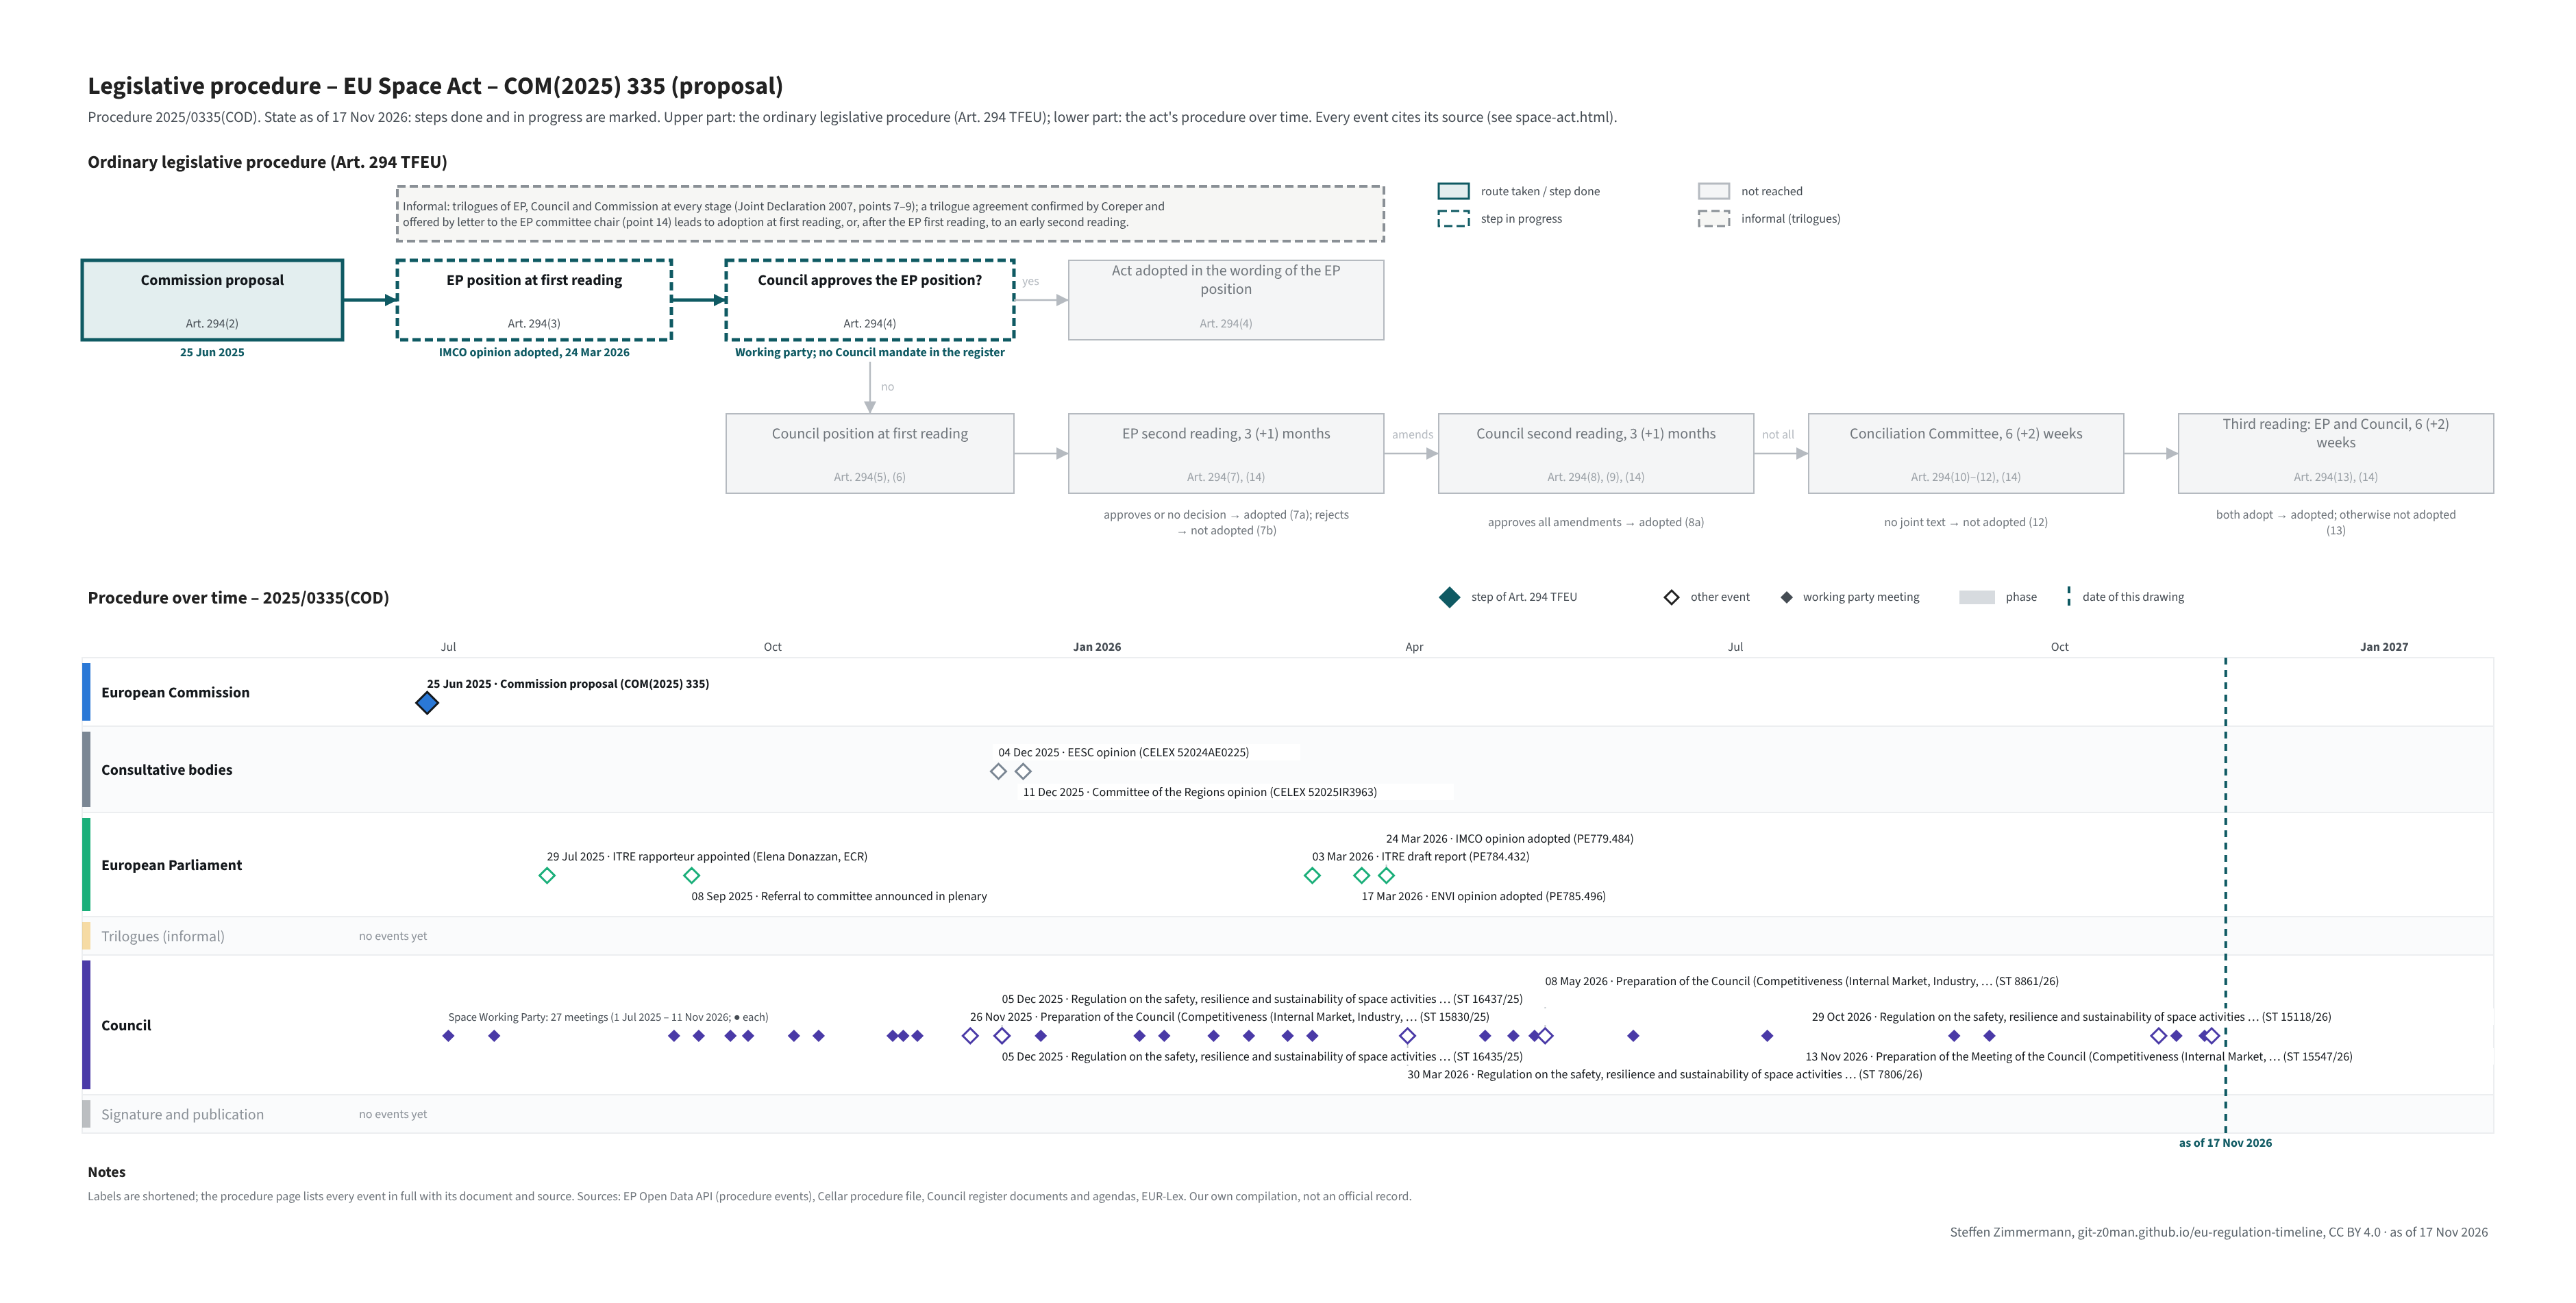 Legislative procedure – EU Space Act – COM(2025) 335 (proposal)
Procedure 2025/0335(COD). State as of 17 Nov 2026: steps done and in progress are marked. Upper part: the ordinary legislative procedure (Art. 294 TFEU); lower part: the act's procedure over time. Every event cites its source (see space-act.html).
Ordinary legislative procedure (Art. 294 TFEU)
Informal: trilogues of EP, Council and Commission at every stage (Joint Declaration 2007, points 7–9); a trilogue agreement confirmed by Coreper and
offered by letter to the EP committee chair (point 14) leads to adoption at first reading, or, after the EP first reading, to an early second reading.
route taken / step done
not reached
step in progress
informal (trilogues)
Commission proposal
Art. 294(2)
25 Jun 2025
EP position at first reading
Art. 294(3)
IMCO opinion adopted, 24 Mar 2026
Council approves the EP position?
Art. 294(4)
Working party; no Council mandate in the register
yes
Act adopted in the wording of the EP
position
Art. 294(4)
no
Council position at first reading
Art. 294(5), (6)
EP second reading, 3 (+1) months
Art. 294(7), (14)
approves or no decision → adopted (7a); rejects
→ not adopted (7b)
amends
Council second reading, 3 (+1) months
Art. 294(8), (9), (14)
approves all amendments → adopted (8a)
not all
Conciliation Committee, 6 (+2) weeks
Art. 294(10)–(12), (14)
no joint text → not adopted (12)
Third reading: EP and Council, 6 (+2)
weeks
Art. 294(13), (14)
both adopt → adopted; otherwise not adopted
(13)
Procedure over time – 2025/0335(COD)
step of Art. 294 TFEU
other event
working party meeting
phase
date of this drawing
Jul
Oct
Jan 2026
Apr
Jul
Oct
Jan 2027
European Commission
25 Jun 2025 · Commission proposal (COM(2025) 335)
Consultative bodies
04 Dec 2025 · EESC opinion (CELEX 52024AE0225)
11 Dec 2025 · Committee of the Regions opinion (CELEX 52025IR3963)
European Parliament
24 Mar 2026 · IMCO opinion adopted (PE779.484)
29 Jul 2025 · ITRE rapporteur appointed (Elena Donazzan, ECR)
03 Mar 2026 · ITRE draft report (PE784.432)
08 Sep 2025 · Referral to committee announced in plenary
17 Mar 2026 · ENVI opinion adopted (PE785.496)
Trilogues (informal)
no events yet
Council
08 May 2026 · Preparation of the Council (Competitiveness (Internal Market, Industry, … (ST 8861/26)
05 Dec 2025 · Regulation on the safety, resilience and sustainability of space activities … (ST 16437/25)
Space Working Party: 27 meetings (1 Jul 2025 – 11 Nov 2026; ● each)
26 Nov 2025 · Preparation of the Council (Competitiveness (Internal Market, Industry, … (ST 15830/25)
29 Oct 2026 · Regulation on the safety, resilience and sustainability of space activities … (ST 15118/26)
05 Dec 2025 · Regulation on the safety, resilience and sustainability of space activities … (ST 16435/25)
13 Nov 2026 · Preparation of the Meeting of the Council (Competitiveness (Internal Market, … (ST 15547/26)
30 Mar 2026 · Regulation on the safety, resilience and sustainability of space activities … (ST 7806/26)
Signature and publication
no events yet
as of 17 Nov 2026
Notes
Labels are shortened; the procedure page lists every event in full with its document and source. Sources: EP Open Data API (procedure events), Cellar procedure file, Council register documents and agendas, EUR-Lex. Our own compilation, not an official record.
Steffen Zimmermann, git-z0man.github.io/eu-regulation-timeline, CC BY 4.0 · as of 17 Nov 2026